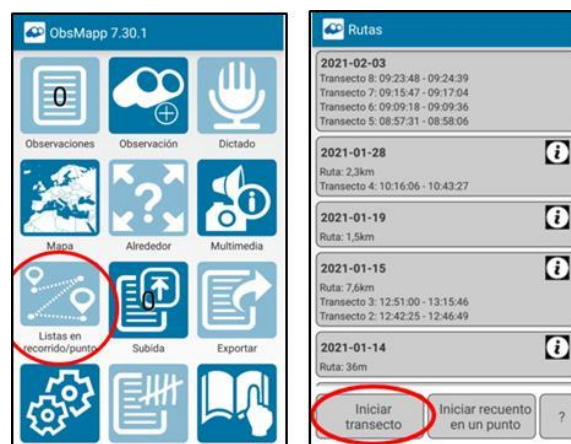 ObsMapp 7.30.1
0
Observaciones
Observación
Dictado
?
Mapa
Alrededor
Multimedia
0
Listas en
recorrido/punto
Subida
Exportar
Rutas
2021-02-03
Transecto 8: 09:23:48 - 09:24:39
Transecto 7: 09:15:47 - 09:17:04
Transecto 6: 09:09:18 - 09:09:36
Transecto 5: 08:57:31 - 08:58:06
2021-01-28
i
Ruta: 2,3km
Transecto 4: 10:16:06 - 10:43:27
2021-01-19
i
Ruta: 1,5km
2021-01-15
i
Ruta: 7,6km
Transecto 3: 12:51:00 - 13:15:46
Transecto 2: 12:42:25 - 12:46:49
2021-01-14
i
Ruta: 36m
Iniciar
transecto
Iniciar recuento
en un punto
?